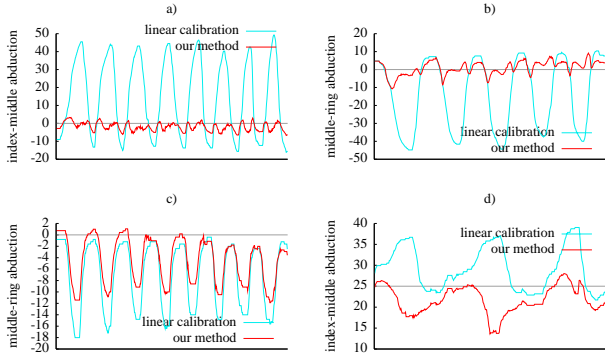 a)
index-middle abduction
50
40
30
20
10
0
-10
-20
linear calibration
our method
b)
middle-ring abduction
20
10
0
-10
-20
-30
-40
-50
linear calibration
our method
c)
middle-ring abduction
2
0
-2
-4
-6
-8
-10
-12
-14
-16
-18
-20
linear calibration
our method
d)
index-middle abduction
40
35
30
25
20
15
10
linear calibration
our method